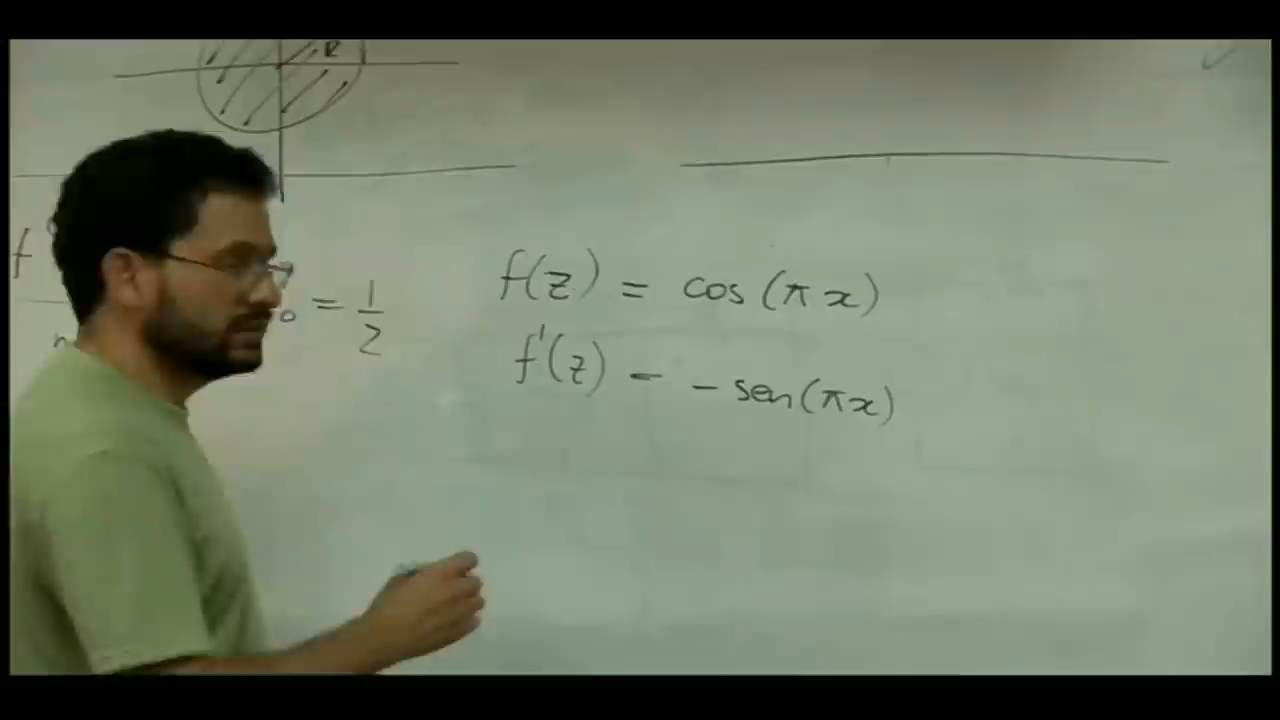 R
f
= 1/2
f(z) = cos(πx)
f'(z) = -sen(πx)